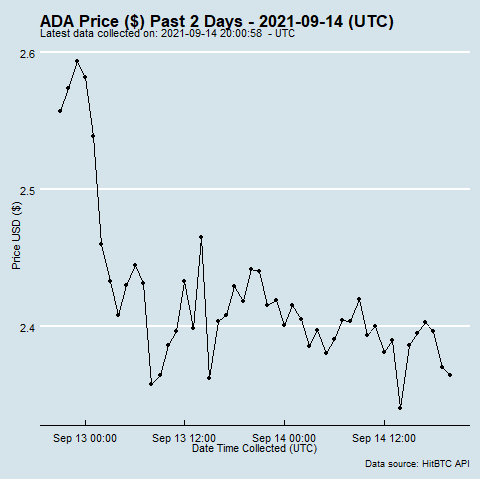 ADA Price ($) Past 2 Days - 2021-09-14 (UTC)
Latest data collected on: 2021-09-14 20:00:58  - UTC
2.6
2.5
2.4
Price USD ($)
Sep 13 00:00
Sep 13 12:00
Sep 14 00:00
Sep 14 12:00
Date Time Collected (UTC)
Data source: HitBTC API